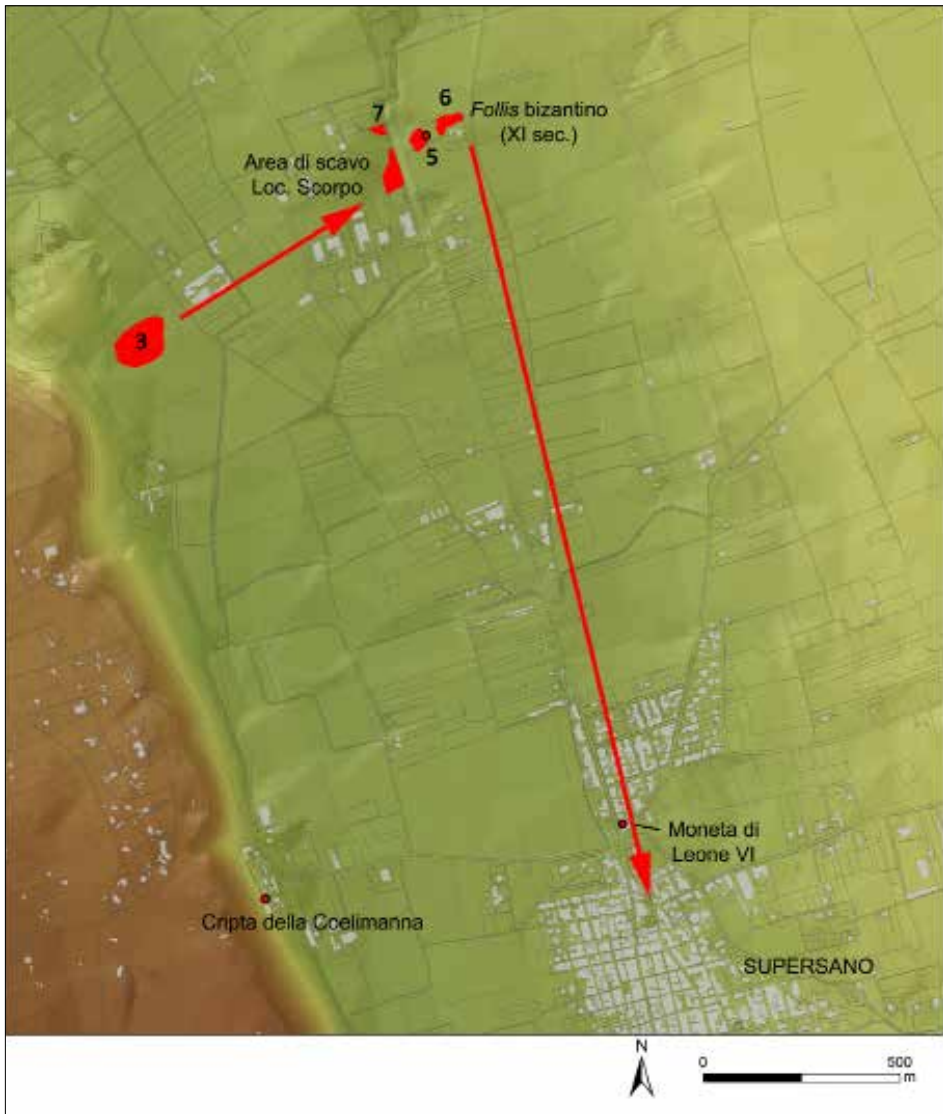 7
6
Follis bizantino
(XI sec.)
5
Area di scavo
Loc. Scorpo
3
Moneta di
Leone VI
Cripta della Coelimanna
SUPERSANO
N
0 500
m